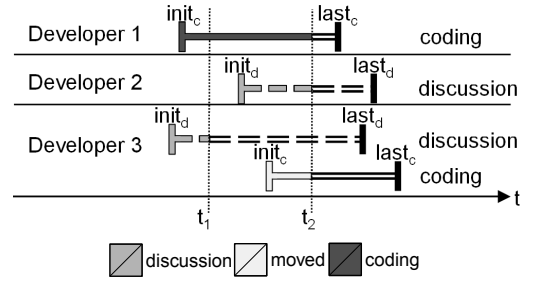 init_c last_c
Developer 1 coding
init_d last_d
Developer 2 discussion
init_d last_d
discussion
Developer 3
init_c last_c
coding
t
t_1 t_2
discussion moved coding